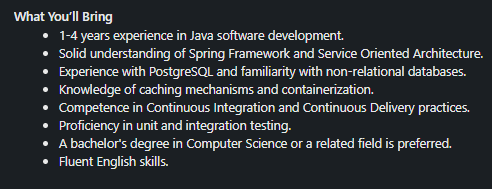 What You'll Bring
• 1-4 years experience in Java software development.
• Solid understanding of Spring Framework and Service Oriented Architecture.
• Experience with PostgreSQL and familiarity with non-relational databases.
• Knowledge of caching mechanisms and containerization.
• Competence in Continuous Integration and Continuous Delivery practices.
• Proficiency in unit and integration testing.
• A bachelor's degree in Computer Science or a related field is preferred.
• Fluent English skills.